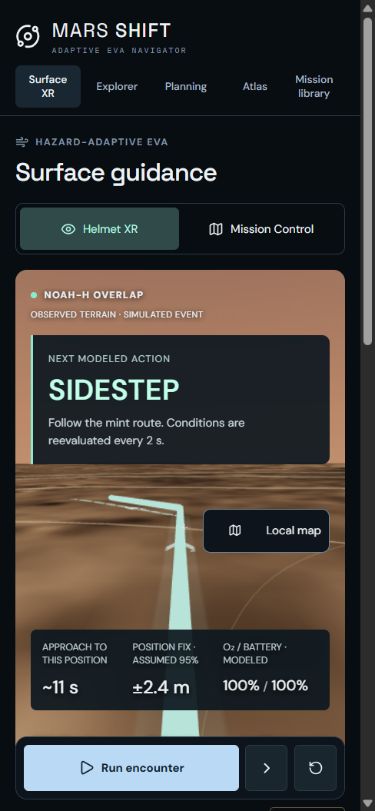 MARS SHIFT
ADAPTIVE EVA NAVIGATOR
Surface XR
Explorer
Planning
Atlas
Mission library
HAZARD-ADAPTIVE EVA
Surface guidance
Helmet XR
Mission Control
NOAH-H OVERLAP
OBSERVED TERRAIN · SIMULATED EVENT
NEXT MODELED ACTION
SIDESTEP
Follow the mint route. Conditions are
reevaluated every 2 s.
Local map
APPROACH TO
THIS POSITION
~11 s
POSITION FIX ·
ASSUMED 95%
±2.4 m
O₂ / BATTERY ·
MODELED
100% / 100%
Run encounter